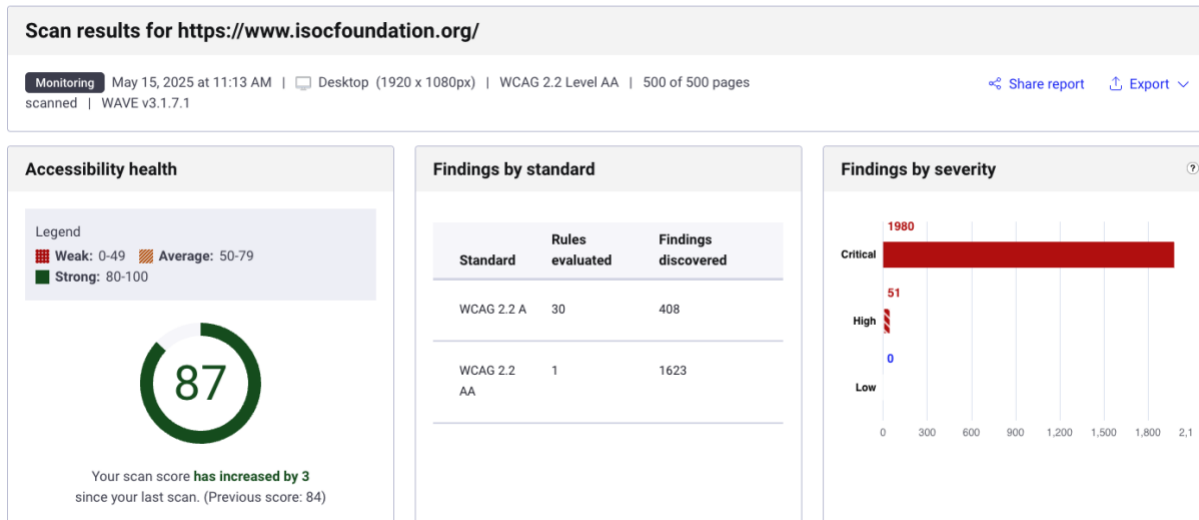 Scan results for https://www.isocfoundation.org/
Monitoring May 15, 2025 at 11:13 AM | Desktop (1920 x 1080px) | WCAG 2.2 Level AA | 500 of 500 pages
scanned | WAVE v3.1.7.1
Share report Export
Accessibility health
Legend
Weak: 0-49 Average: 50-79
Strong: 80-100
87
Your scan score has increased by 3
since your last scan. (Previous score: 84)
Findings by standard
Standard Rules evaluated Findings discovered
WCAG 2.2 A 30 408
WCAG 2.2 AA 1 1623
Findings by severity
?
1980
Critical
51
High
0
Low
0 300 600 900 1,200 1,500 1,800 2,1